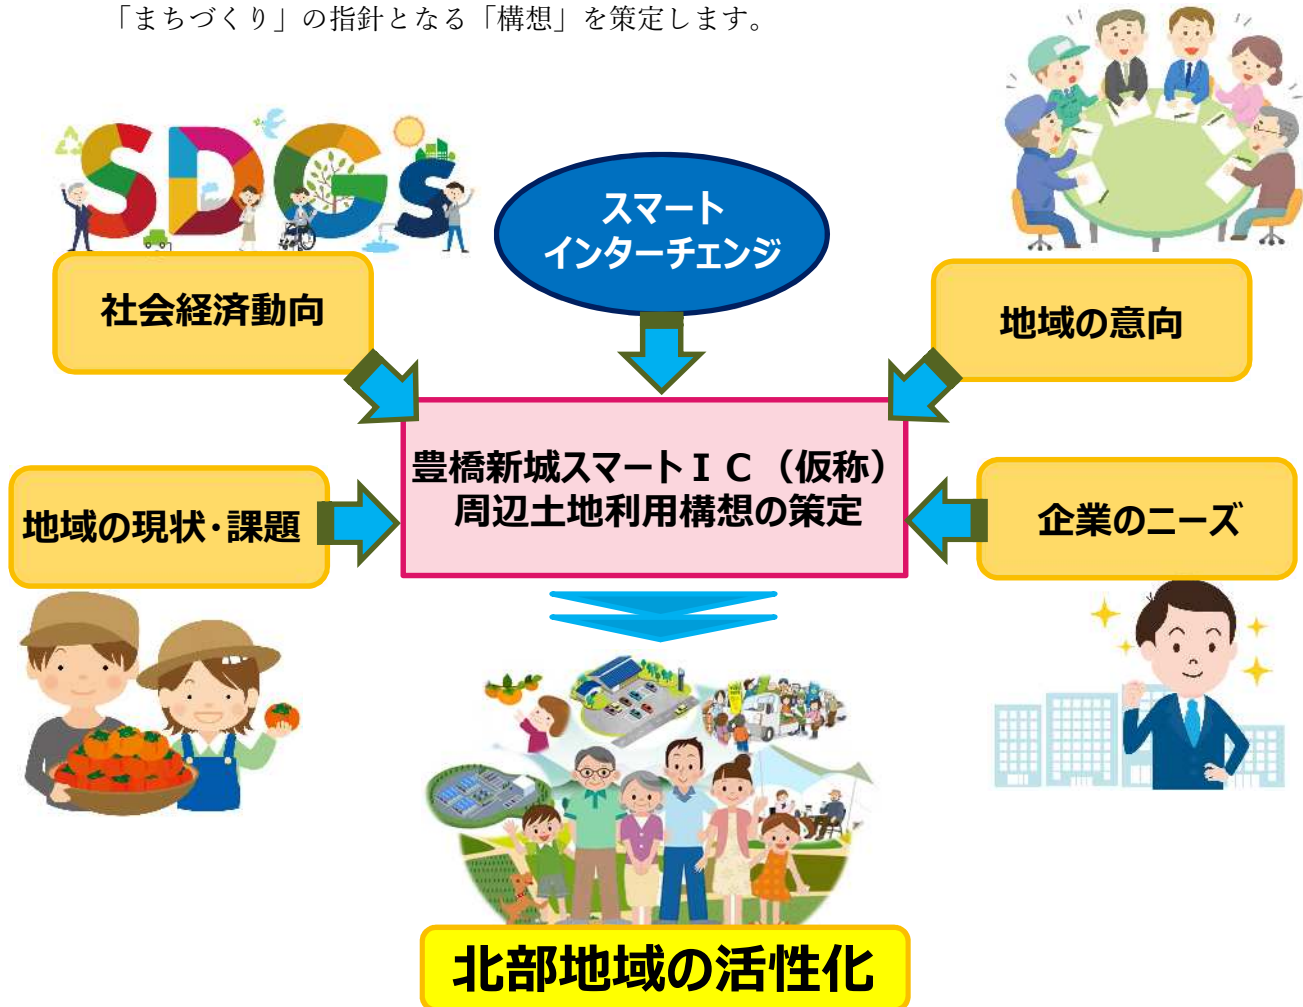 「まちづくり」の指針となる「構想」を策定します。
SDGs
スマート
インターチェンジ
社会経済動向
地域の意向
豊橋新城スマートＩＣ（仮称）
周辺土地利用構想の策定
地域の現状・課題
企業のニーズ
北部地域の活性化